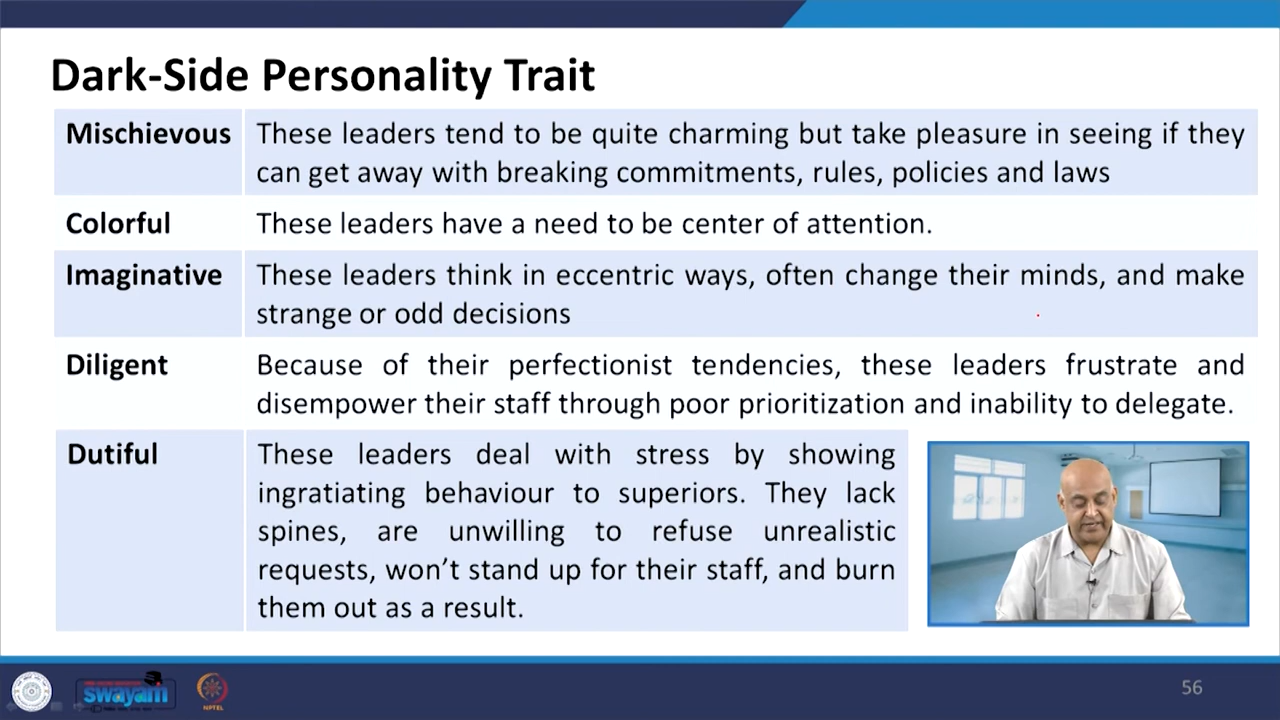 Dark-Side Personality Trait
Mischievous These leaders tend to be quite charming but take pleasure in seeing if they
can get away with breaking commitments, rules, policies and laws
Colorful These leaders have a need to be center of attention.
Imaginative These leaders think in eccentric ways, often change their minds, and make
strange or odd decisions
Diligent Because of their perfectionist tendencies, these leaders frustrate and
disempower their staff through poor prioritization and inability to delegate.
Dutiful These leaders deal with stress by showing
ingratiating behaviour to superiors. They lack
spines, are unwilling to refuse unrealistic
requests, won’t stand up for their staff, and burn
them out as a result.
swayam
NPTEL
56